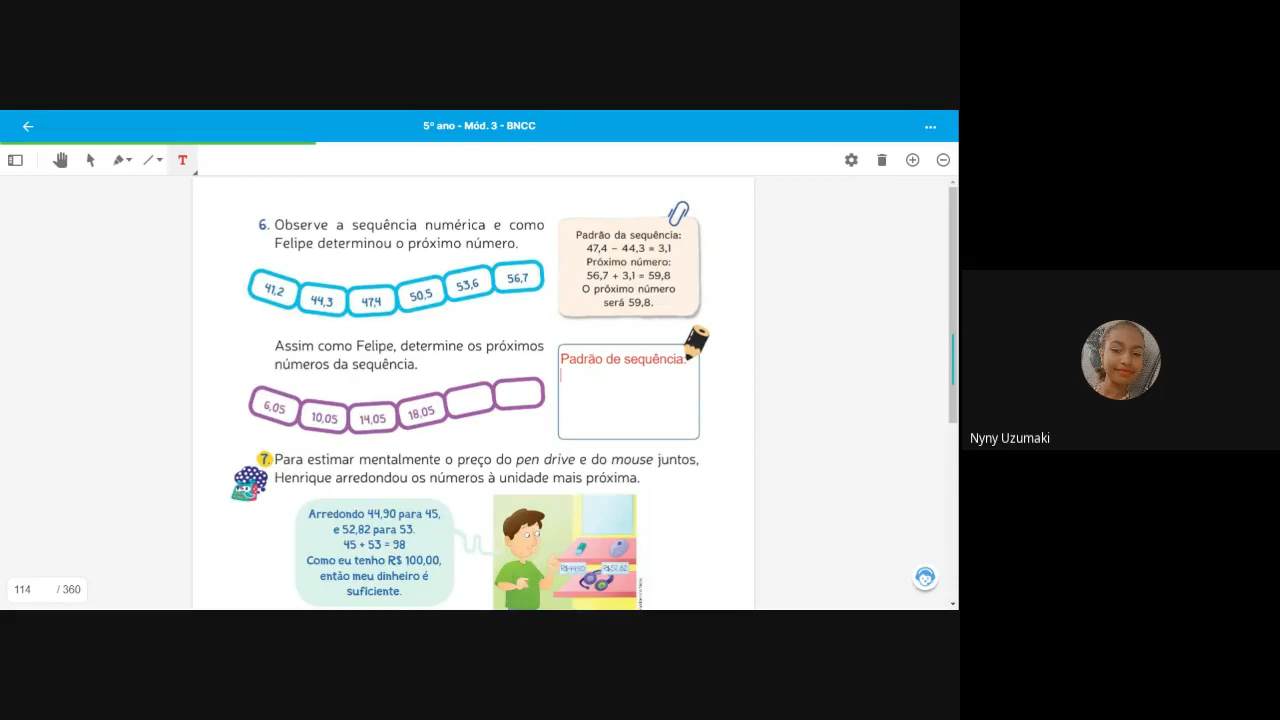 5º ano - Mód. 3 - BNCC
T
6. Observe a sequência numérica e como
Felipe determinou o próximo número.
41,2 44,3 47,4 50,5 53,6 56,7
Padrão da sequência:
47,4 – 44,3 = 3,1
Próximo número:
56,7 + 3,1 = 59,8
O próximo número
será 59,8.
Assim como Felipe, determine os próximos
números da sequência.
6,05 10,05 14,05 18,05
Padrão de sequência:
7. Para estimar mentalmente o preço do pen drive e do mouse juntos,
Henrique arredondou os números à unidade mais próxima.
Arredondo 44,90 para 45,
e 52,82 para 53.
45 + 53 = 98
Como eu tenho R$ 100,00,
então meu dinheiro é
suficiente.
R$44,90 R$52,82
114 / 360
Nyny Uzumaki